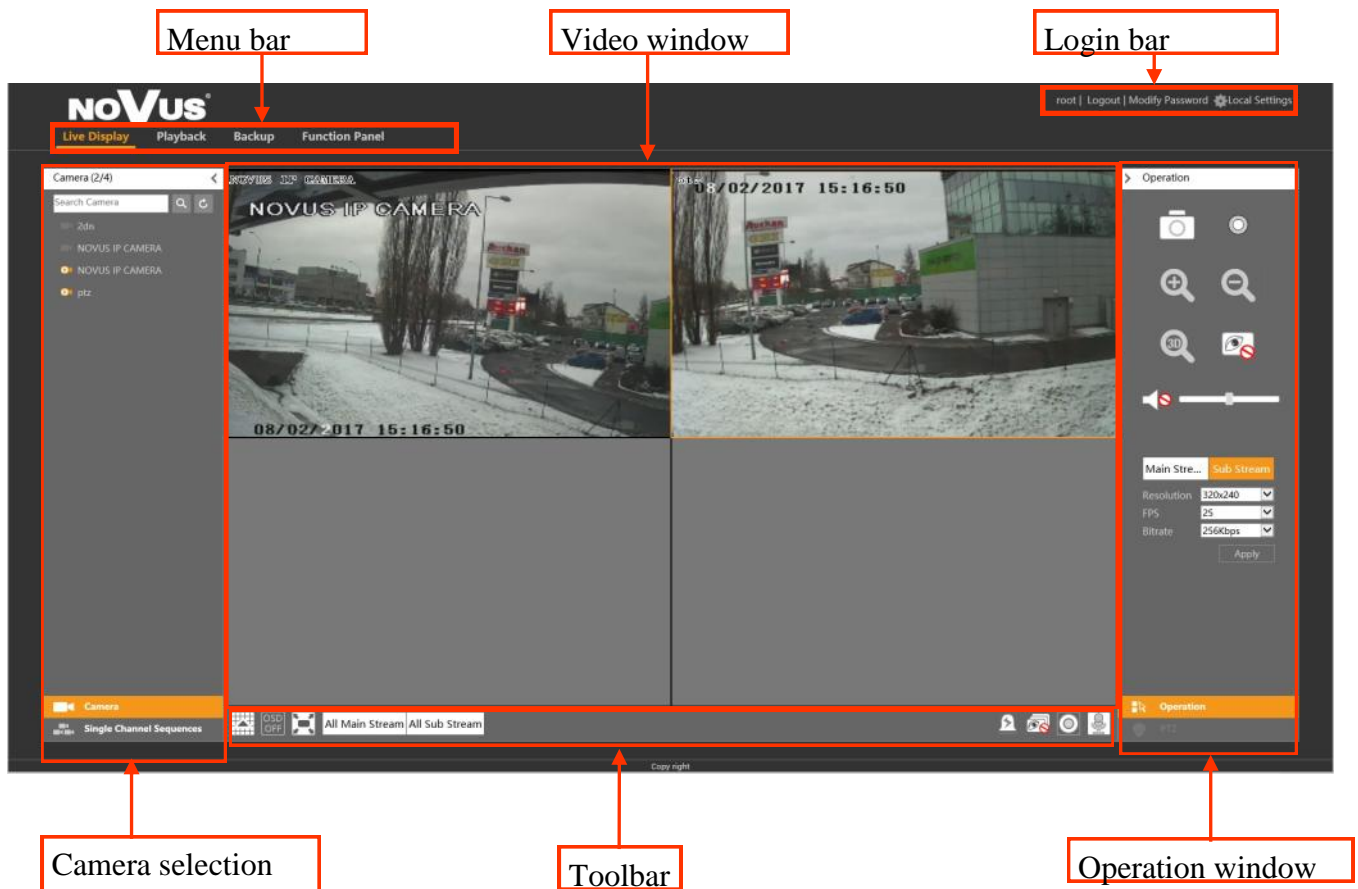 Menu bar
Video window
Login bar
NOVUS
root | Logout | Modify Password Local Settings
Live Display Playback Backup Function Panel
Camera (2/4)
Search Camera
2dn
NOVUS IP CAMERA
NOVUS IP CAMERA
ptz
NOVUS IP CAMERA
NOVUS IP CAMERA
Auchan
08/02/2017 15:16:50
ptz
08/02/2017 15:16:50
Operation
3D
Main Stre... Sub Stream
Resolution 320x240
FPS 25
Bitrate 256Kbps
Apply
Camera
Single Channel Sequences
OSD
OFF
All Main Stream All Sub Stream
Operation
PTZ
Copy right
Camera selection
Toolbar
Operation window